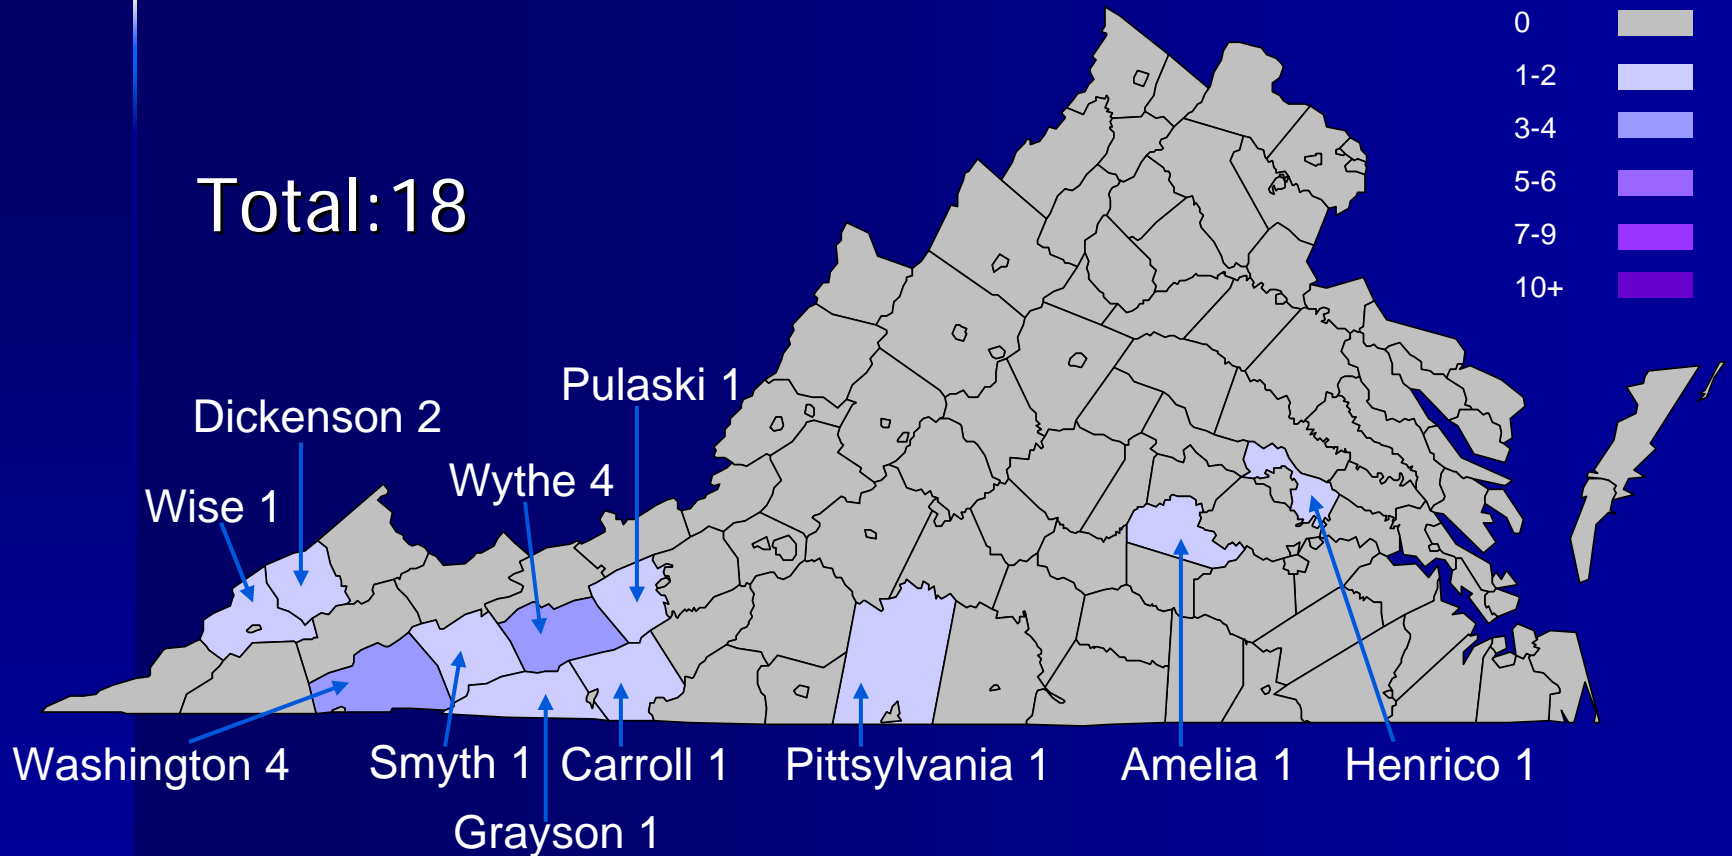 0
1-2
3-4
5-6
7-9
10+
Total:18
Pulaski 1
Dickenson 2
Wythe 4
Wise 1
Washington 4
Smyth 1
Carroll 1
Pittsylvania 1
Amelia 1
Henrico 1
Grayson 1